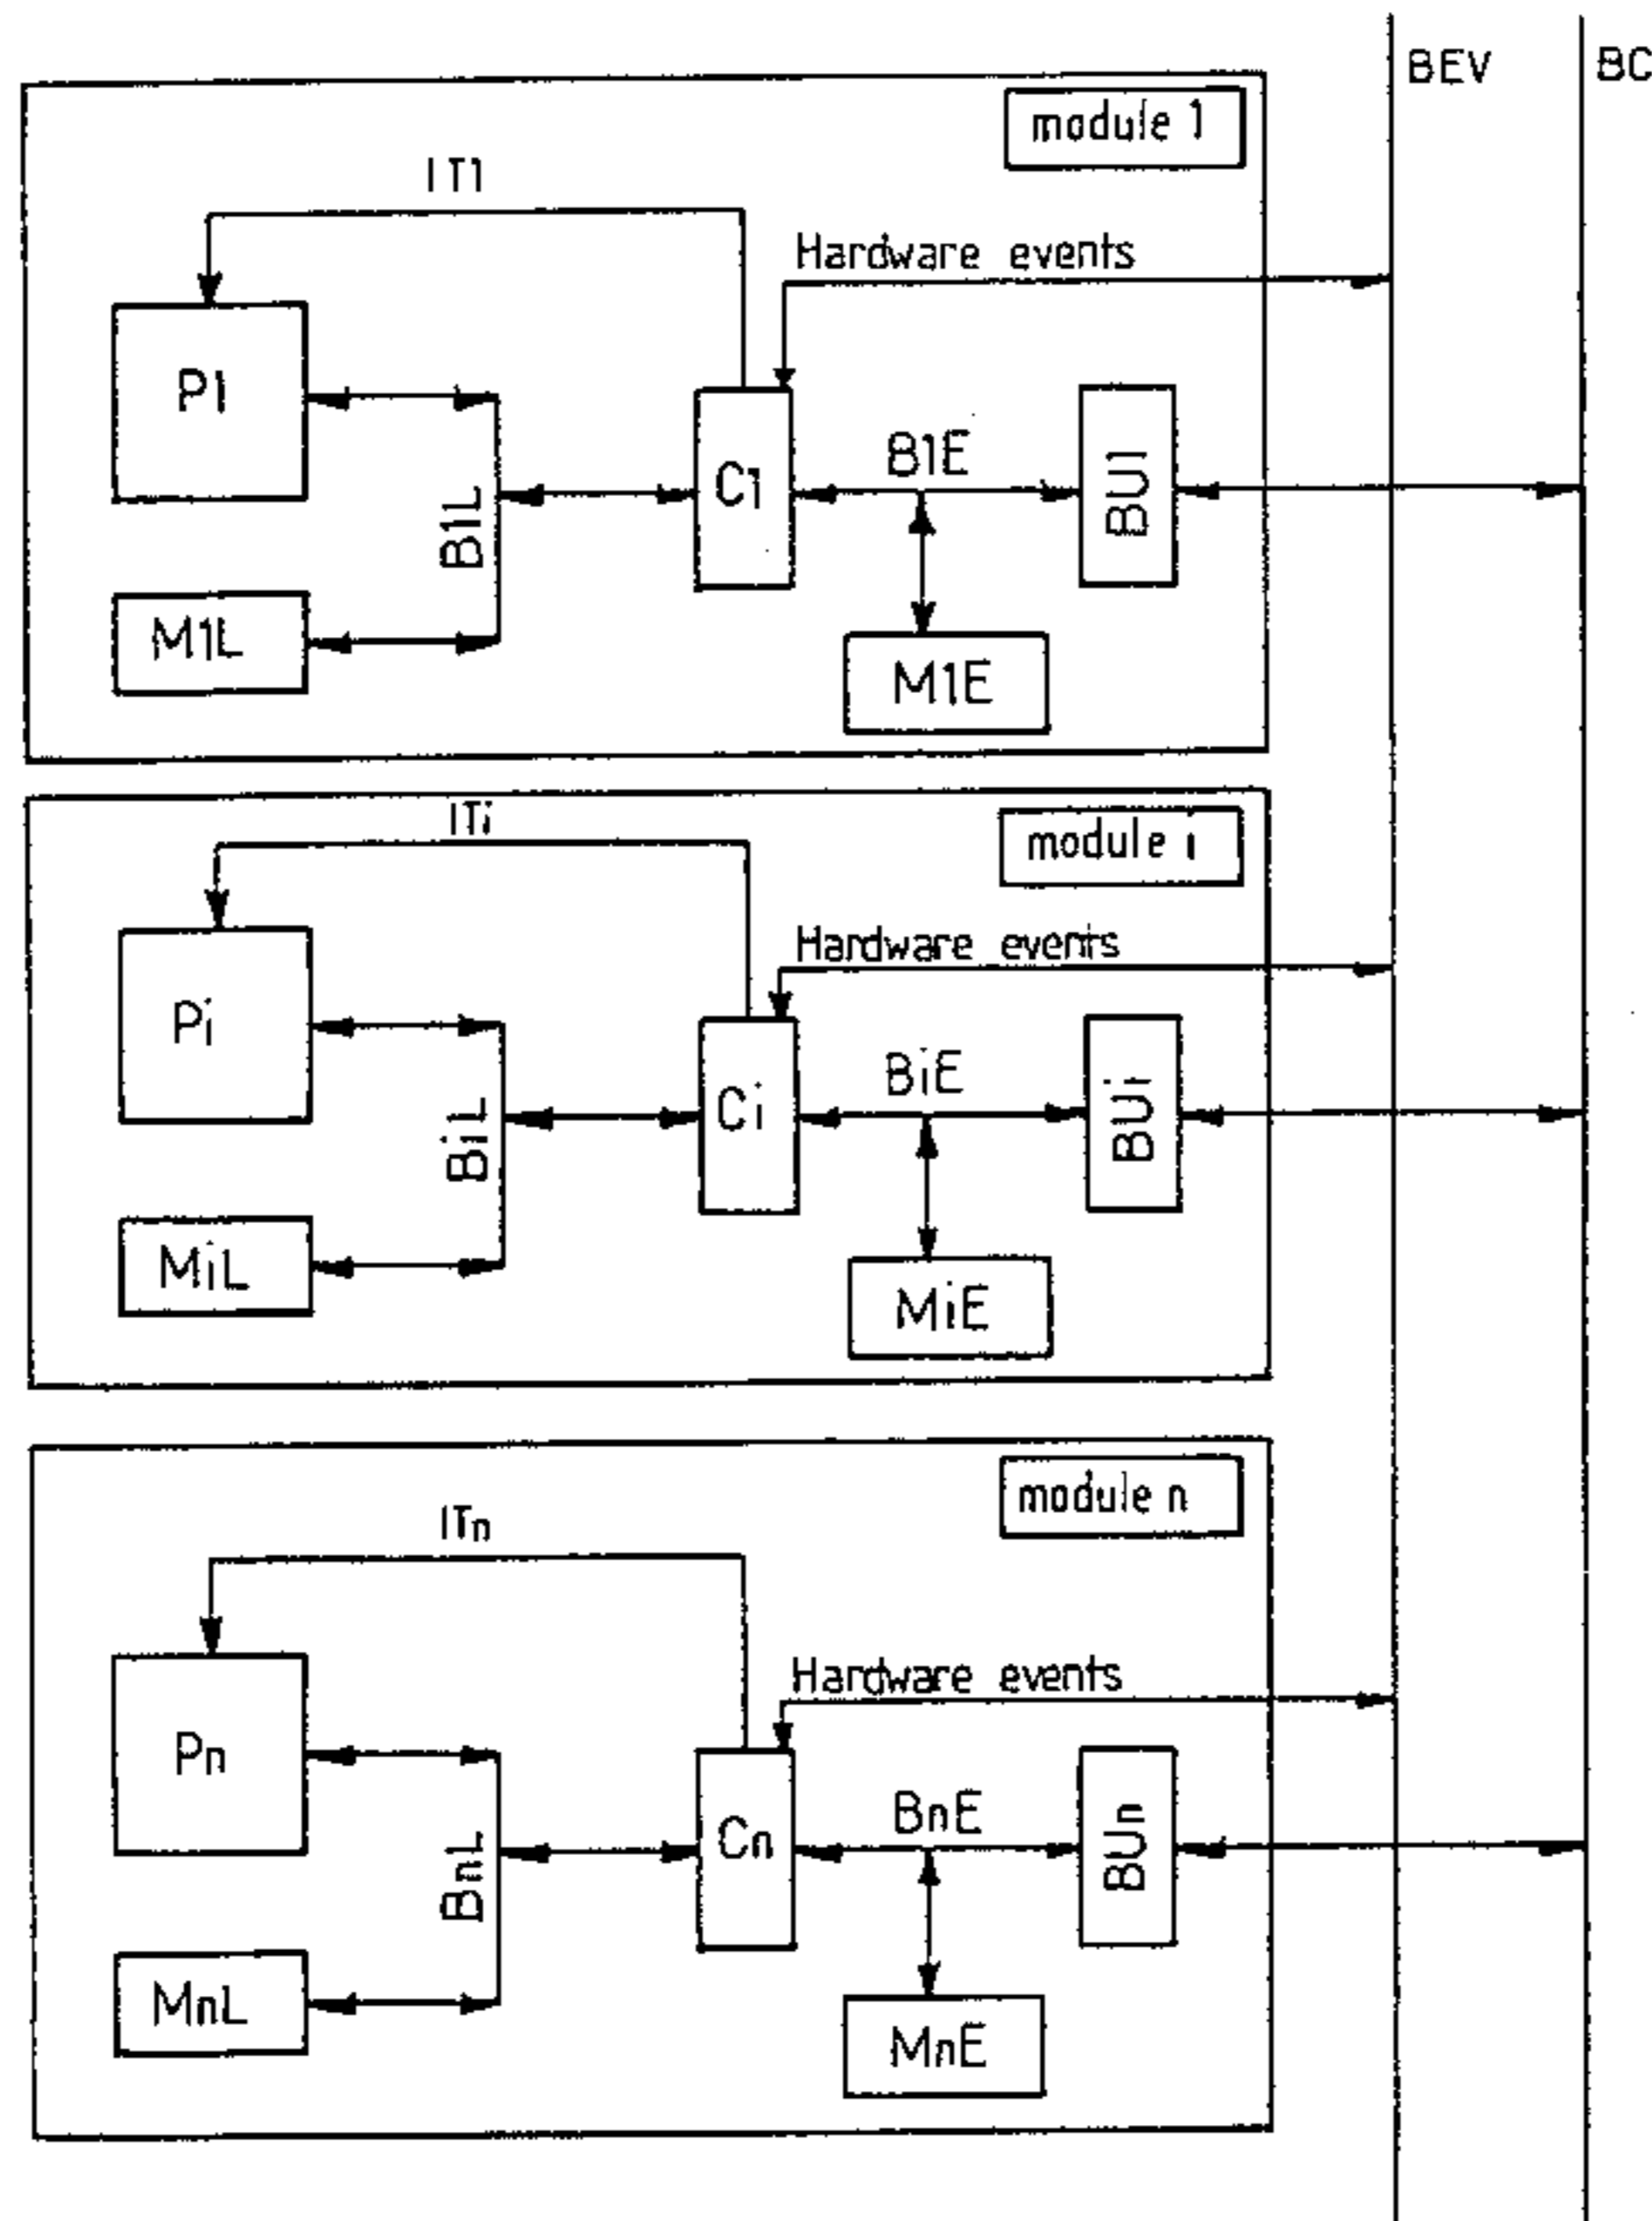 BEV
BC
module 1
IT1
Hardware events
P1
C1
B1E
BU1
B1L
M1L
M1E
module i
ITi
Hardware events
Pi
Ci
BiE
BUi
BiL
MiL
MiE
module n
ITn
Hardware events
Pn
Cn
BnE
BUn
BnL
MnL
MnE